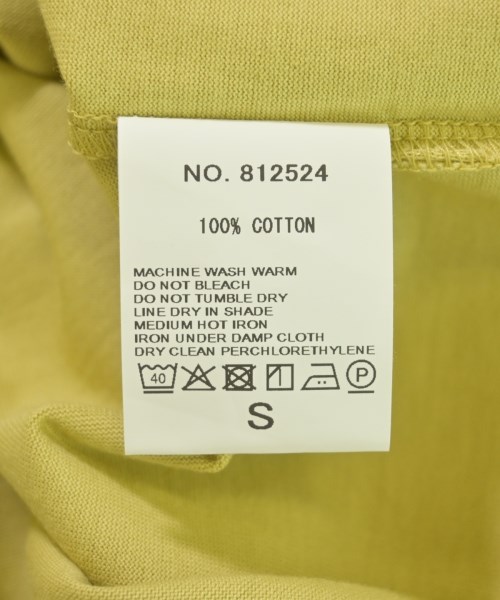 NO. 812524
100% COTTON
MACHINE WASH WARM
DO NOT BLEACH
DO NOT TUMBLE DRY
LINE DRY IN SHADE
MEDIUM HOT IRON
IRON UNDER DAMP CLOTH
DRY CLEAN PERCHLORETHYLENE
40 P
S